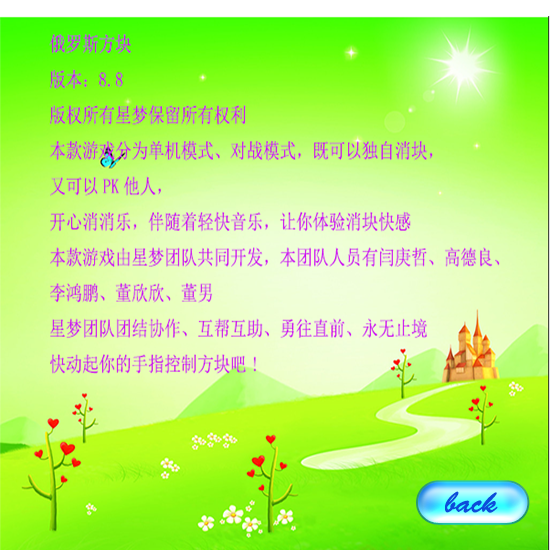 俄罗斯方块
版本：8.8
版权所有星梦保留所有权利
本款游戏分为单机模式、对战模式，既可以独自消块，
又可以 PK 他人，
开心消消乐，伴随着轻快音乐，让你体验消块快感
本款游戏由星梦团队共同开发，本团队人员有闫庚哲、高德良、
李鸿鹏、董欣欣、董男
星梦团队团结协作、互帮互助、勇往直前、永无止境
快动起你的手指控制方块吧！
back